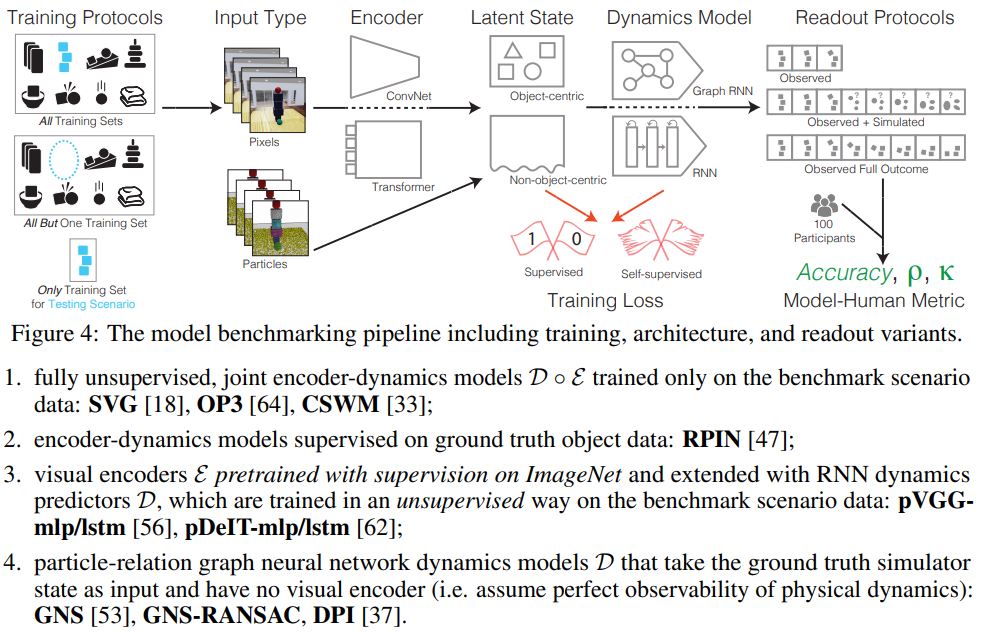 Training Protocols
Input Type
Encoder
Latent State
Dynamics Model
Readout Protocols
All Training Sets
All But One Training Set
Only Training Set
for Testing Scenario
Pixels
Particles
ConvNet
Transformer
Object-centric
Non-object-centric
Graph RNN
RNN
1 0
Supervised
Self-supervised
Training Loss
Observed
? ? ? ? ?
Observed + Simulated
Observed Full Outcome
100
Participants
Accuracy, ρ, κ
Model-Human Metric
Figure 4: The model benchmarking pipeline including training, architecture, and readout variants.
1. fully unsupervised, joint encoder-dynamics models 𝒟 ∘ ℰ trained only on the benchmark scenario
data: SVG [18], OP3 [64], CSWM [33];
2. encoder-dynamics models supervised on ground truth object data: RPIN [47];
3. visual encoders ℰ pretrained with supervision on ImageNet and extended with RNN dynamics
predictors 𝒟, which are trained in an unsupervised way on the benchmark scenario data: pVGG-
mlp/lstm [56], pDeIT-mlp/lstm [62];
4. particle-relation graph neural network dynamics models 𝒟 that take the ground truth simulator
state as input and have no visual encoder (i.e. assume perfect observability of physical dynamics):
GNS [53], GNS-RANSAC, DPI [37].